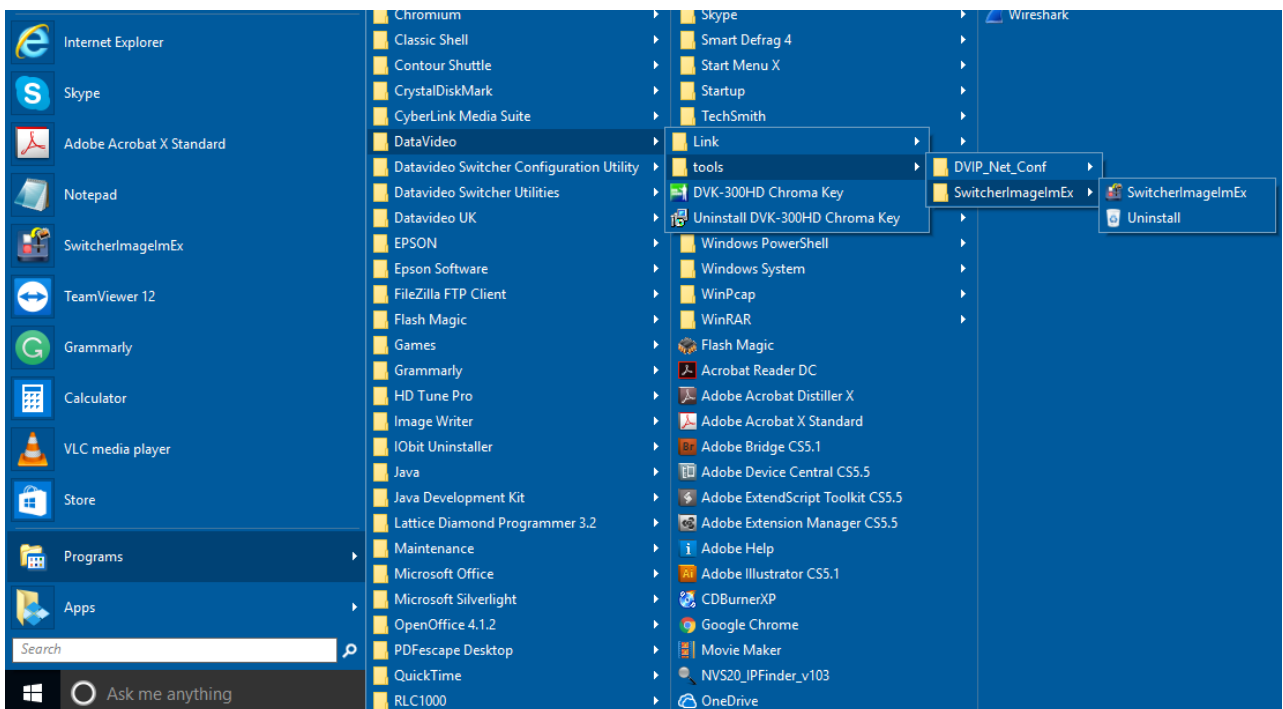 Internet Explorer
Skype
Adobe Acrobat X Standard
Notepad
SwitcherImageImEx
TeamViewer 12
Grammarly
Calculator
VLC media player
Store
Programs
Apps
Search
Ask me anything
Chromium
Classic Shell
Contour Shuttle
CrystalDiskMark
CyberLink Media Suite
DataVideo
Datavideo Switcher Configuration Utility
Datavideo Switcher Utilities
Datavideo UK
EPSON
Epson Software
FileZilla FTP Client
Flash Magic
Games
Grammarly
HD Tune Pro
Image Writer
IObit Uninstaller
Java
Java Development Kit
Lattice Diamond Programmer 3.2
Maintenance
Microsoft Office
Microsoft Silverlight
OpenOffice 4.1.2
PDFescape Desktop
QuickTime
RLC1000
Skype
Smart Defrag 4
Start Menu X
Startup
TechSmith
Link
tools
DVK-300HD Chroma Key
Uninstall DVK-300HD Chroma Key
Windows PowerShell
Windows System
WinPcap
WinRAR
Flash Magic
Acrobat Reader DC
Adobe Acrobat Distiller X
Adobe Acrobat X Standard
Adobe Bridge CS5.1
Adobe Device Central CS5.5
Adobe ExtendScript Toolkit CS5.5
Adobe Extension Manager CS5.5
Adobe Help
Adobe Illustrator CS5.1
CDBurnerXP
Google Chrome
Movie Maker
NVS20_IPFinder_v103
OneDrive
Wireshark
DVIP_Net_Conf
SwitcherImageImEx
SwitcherImageImEx
Uninstall